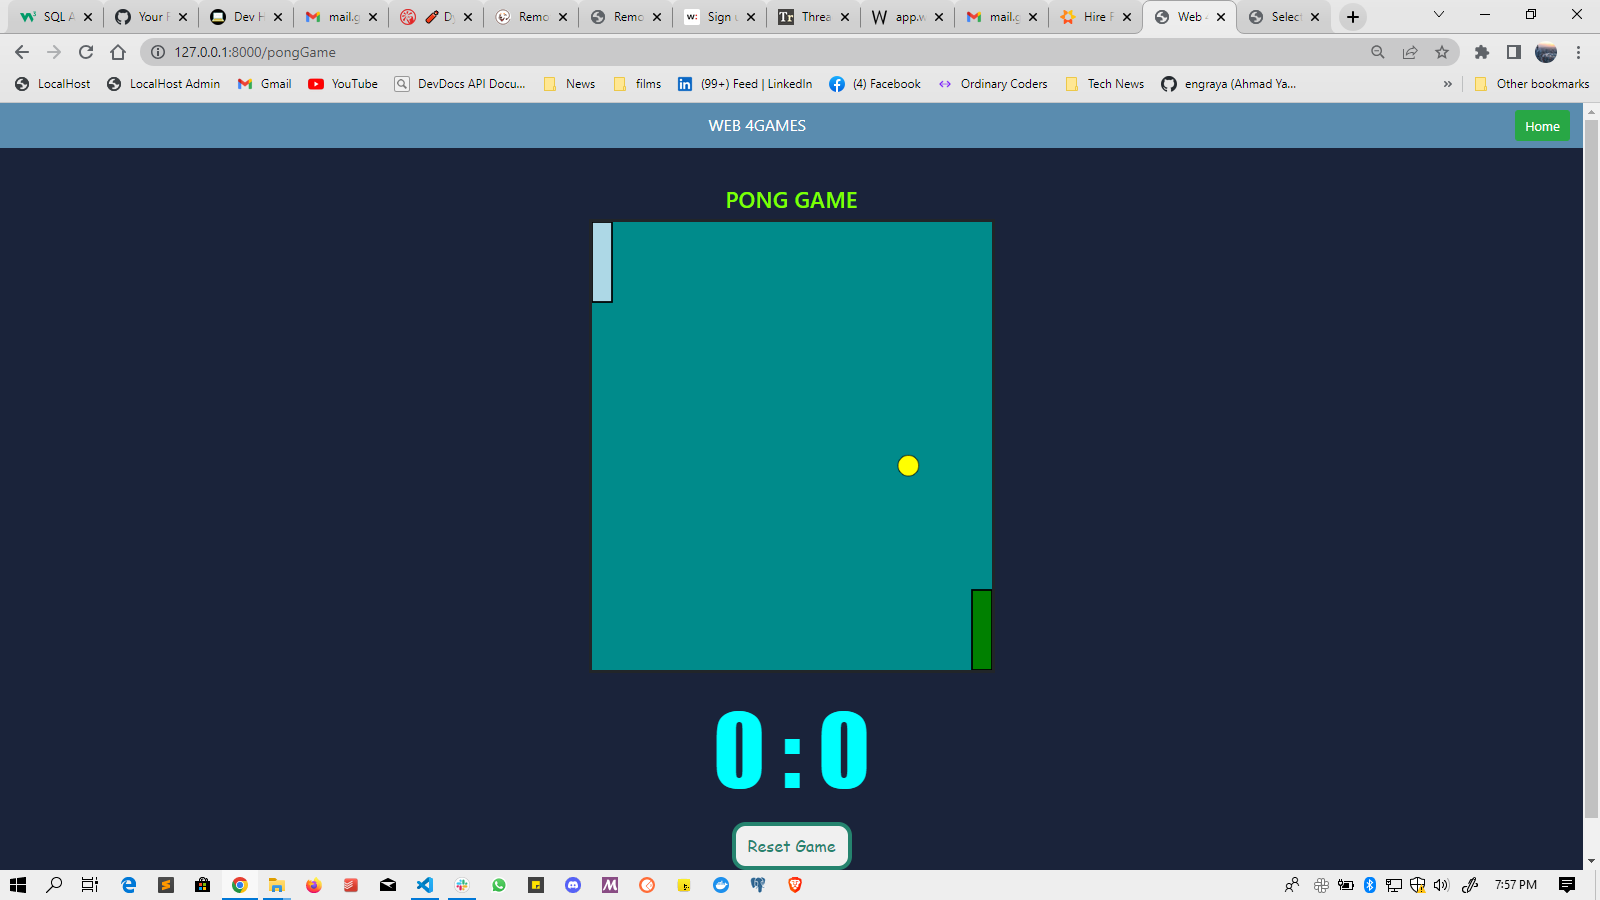 SQL A
Your F
Dev H
mail.g
Dy
Remo
Remo
Sign u
Threa
app.w
mail.g
Hire F
Web -
Select
127.0.0.1:8000/pongGame
LocalHost
LocalHost Admin
Gmail
YouTube
DevDocs API Docu...
News
films
(99+) Feed | LinkedIn
(4) Facebook
Ordinary Coders
Tech News
engraya (Ahmad Ya...
»
Other bookmarks
WEB 4GAMES
Home
PONG GAME
0:0
Reset Game
7:57 PM